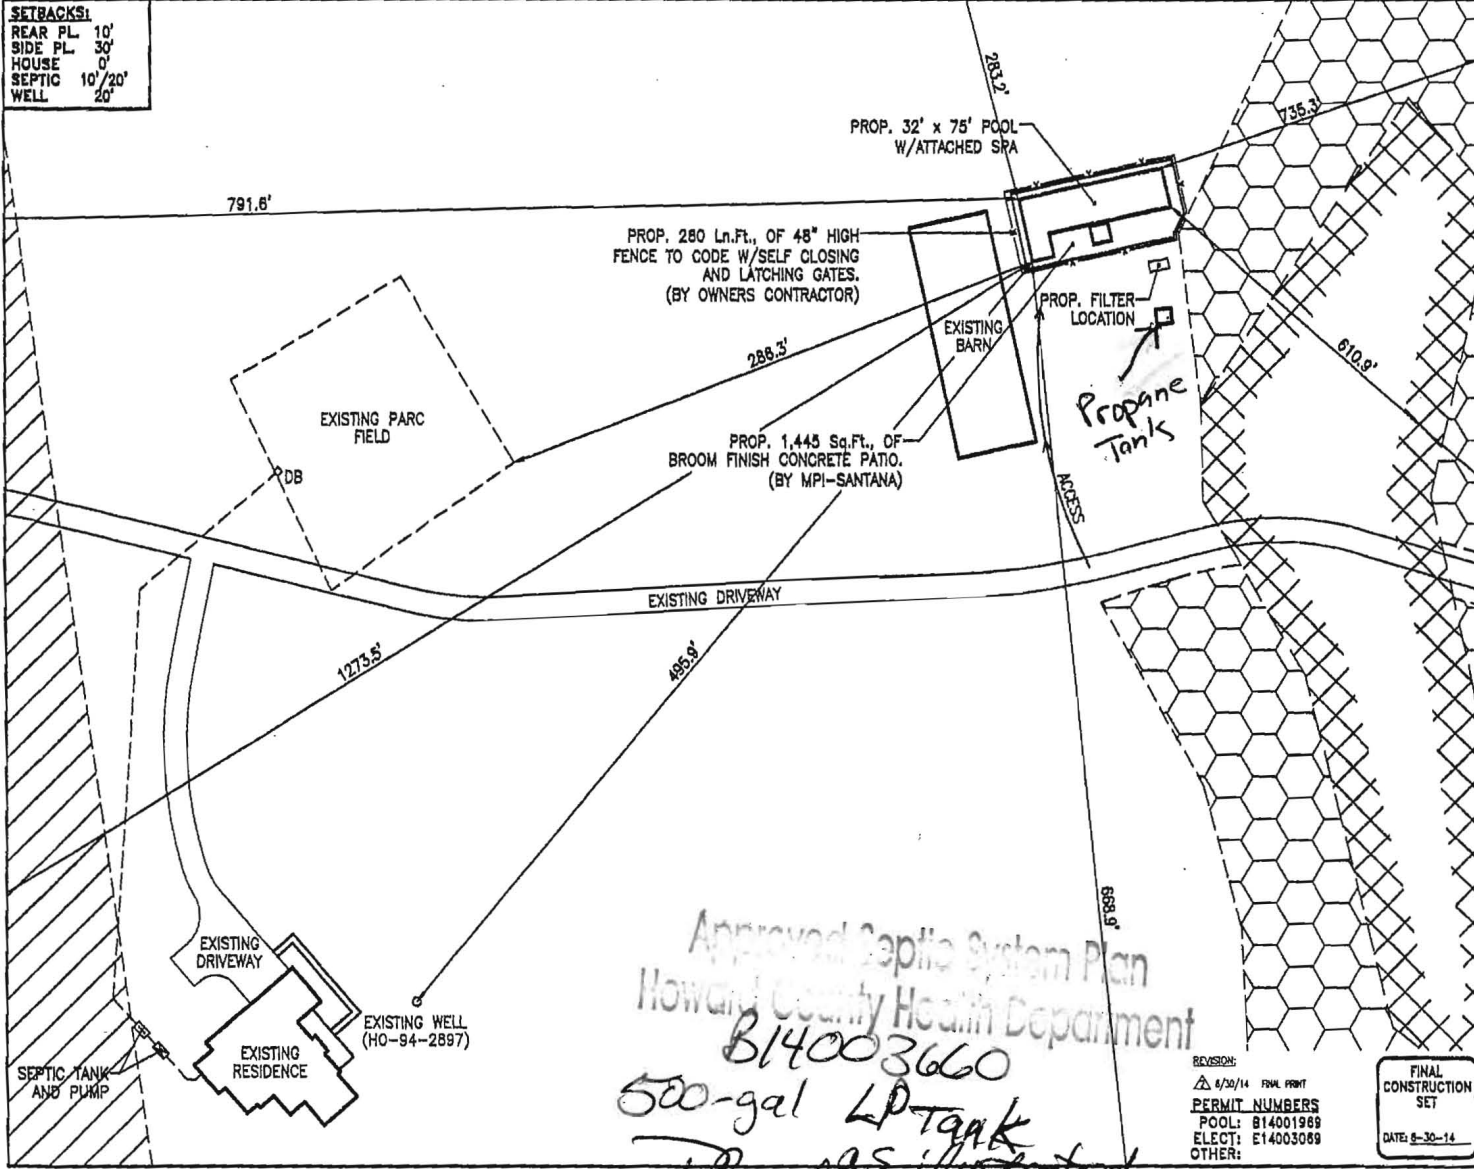 SETBACKS:
REAR PL 10'
SIDE PL 30'
HOUSE 0'
SEPTIC 10'/20'
WELL 20'
283.2'
735.3'
PROP. 32' x 75' POOL
W/ATTACHED SPA
791.6'
PROP. 280 Ln.Ft., OF 48" HIGH
FENCE TO CODE W/SELF CLOSING
AND LATCHING GATES.
(BY OWNERS CONTRACTOR)
PROP. FILTER
LOCATION
EXISTING
BARN
286.3'
610.9'
Propane
Tank
EXISTING PARC
FIELD
DB
PROP. 1,445 Sq.Ft., OF
BROOM FINISH CONCRETE PATIO.
(BY MPI-SANTANA)
ACCESS
EXISTING DRIVEWAY
1273.5'
495.9'
668.9'
EXISTING
DRIVEWAY
EXISTING WELL
(HO-94-2897)
EXISTING
RESIDENCE
SEPTIC TANK
AND PUMP
Approved Septic System Plan
Howard County Health Department
B14003660
500-gal LP Tank
as
REVISION:
6/30/14 FINAL PRINT
PERMIT NUMBERS
POOL: B14001969
ELECT: E14003069
OTHER:
FINAL
CONSTRUCTION
SET
DATE: 6-30-14